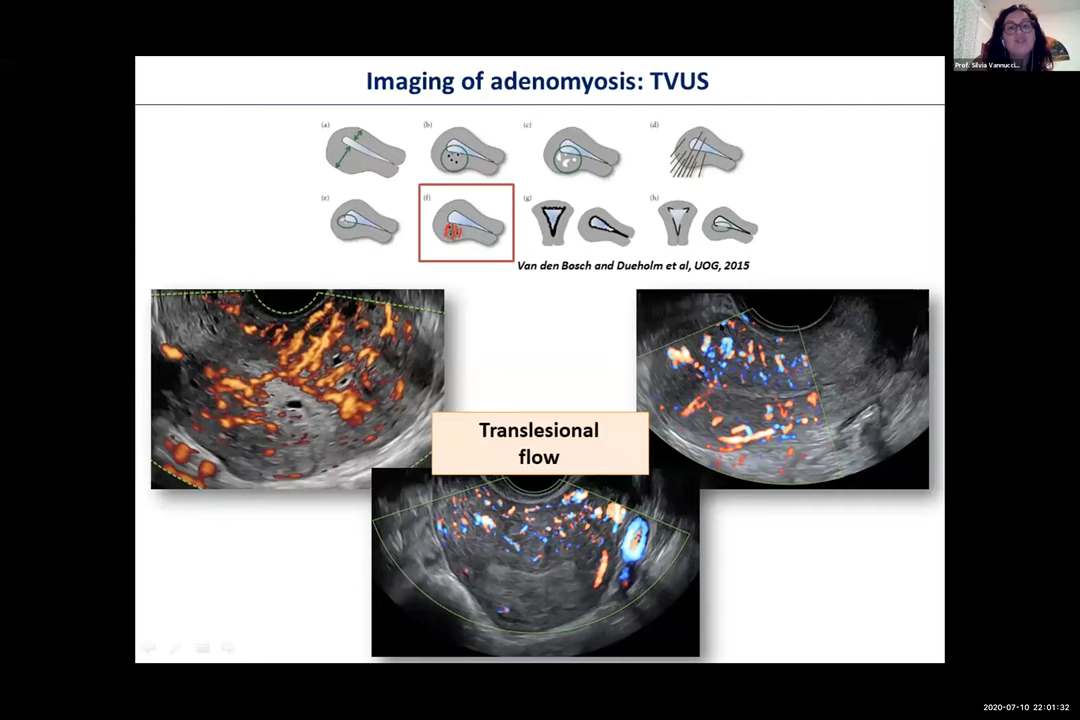 Prof. Silvia Vannucci...
Imaging of adenomyosis: TVUS
(a) (b) (c) (d)
(e) (f) (g) (h)
Van den Bosch and Dueholm et al, UOG, 2015
Translesional
flow
2020-07-10 22:01:32